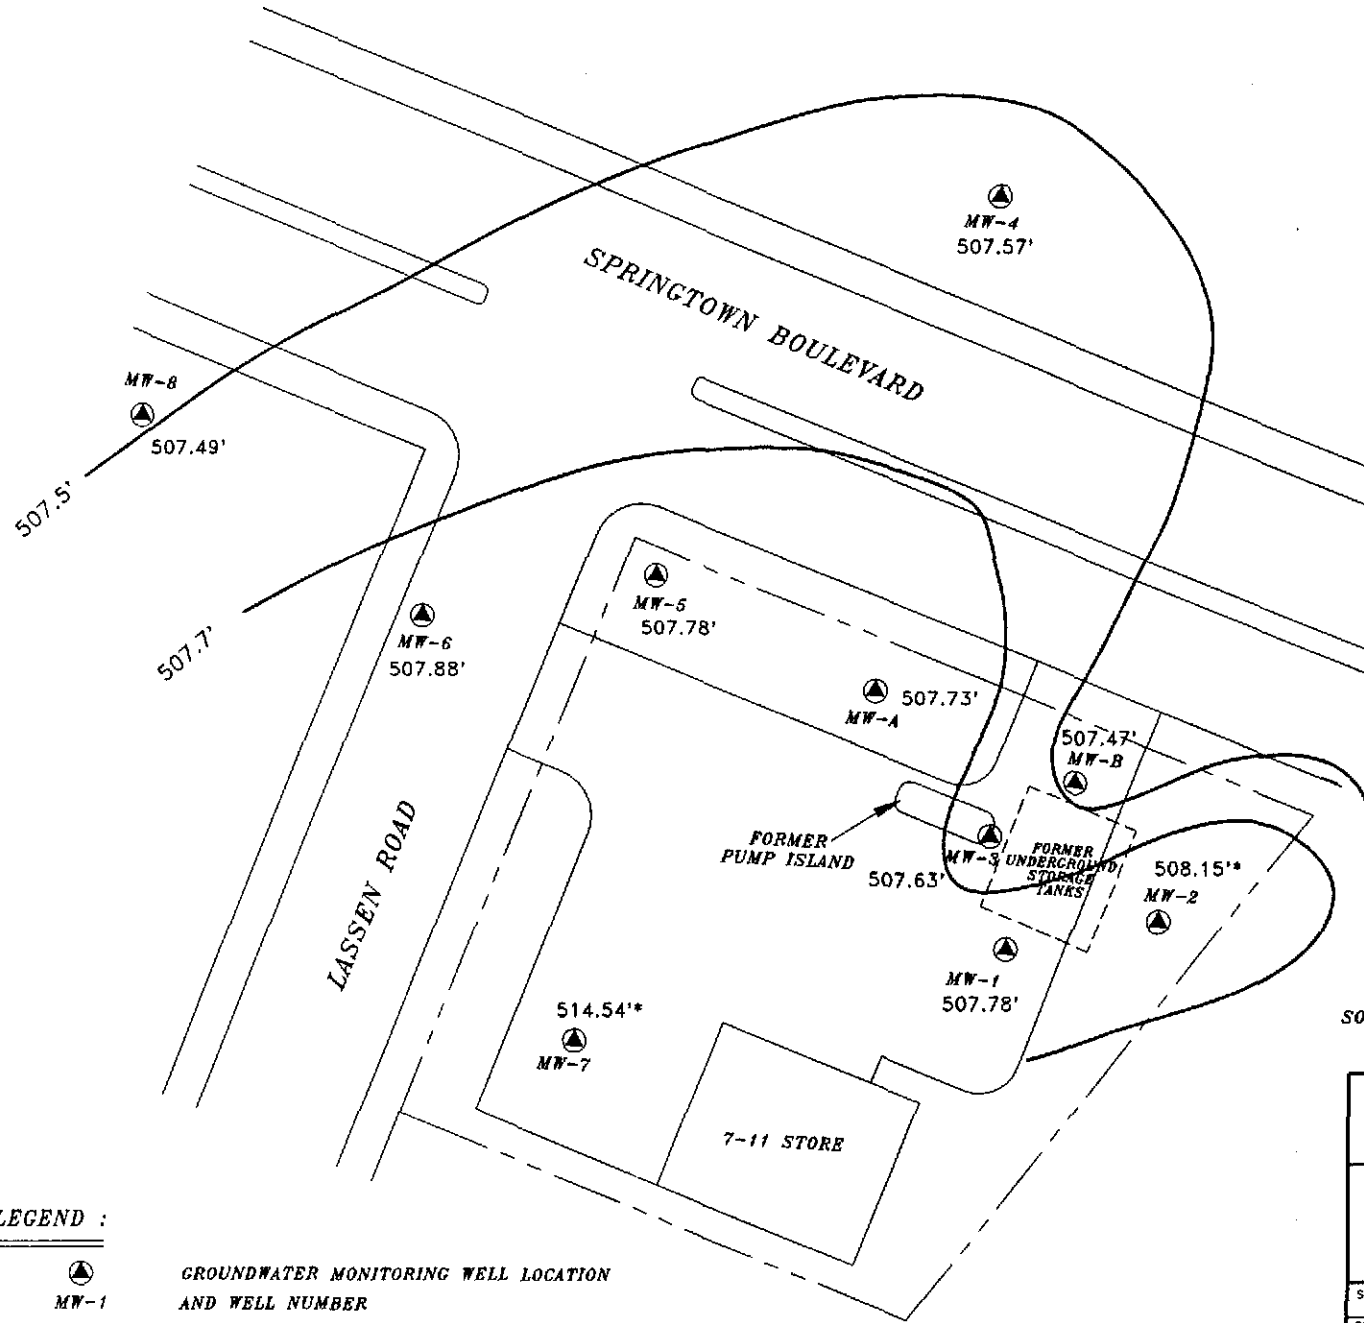 MW-4
507.57'
SPRINGTOWN BOULEVARD
MW-8
507.49'
507.5'
MW-5
507.78'
MW-6
507.88'
507.7'
507.73'
MW-A
507.47'
MW-B
FORMER
PUMP ISLAND
MW-3
507.63'
FORMER
UNDERGROUND
STORAGE
TANKS
508.15'*
MW-2
LASSEN ROAD
MW-1
507.78'
514.54'*
MW-7
SO
7-11 STORE
LEGEND :
GROUNDWATER MONITORING WELL LOCATION
MW-1 AND WELL NUMBER
S